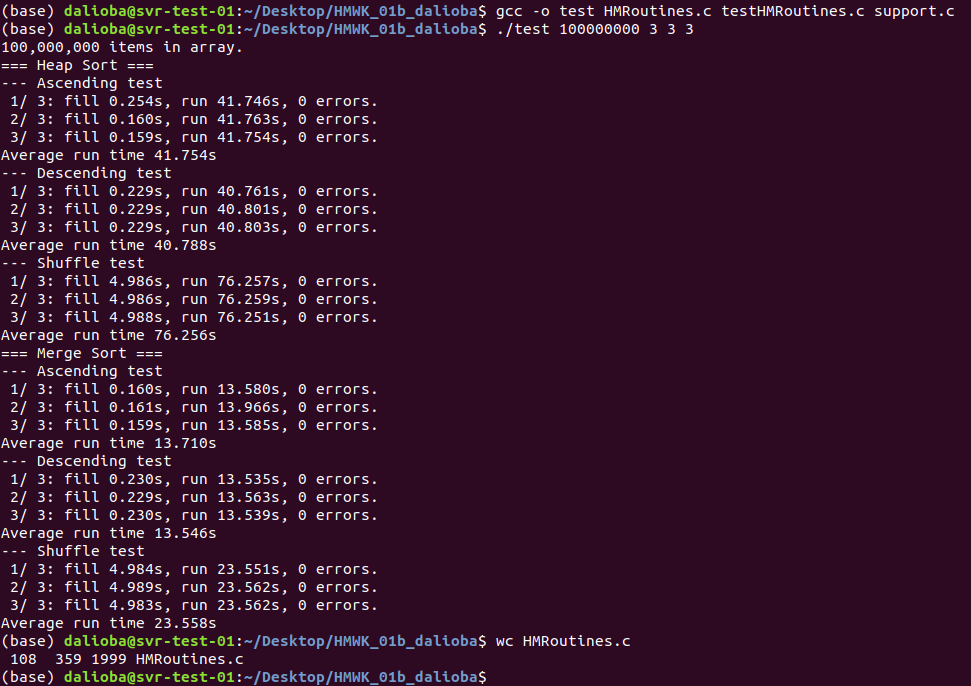 (base) dalioba@svr-test-01:~/Desktop/HMWK_01b_dalioba$ gcc -o test HMRoutines.c testHMRoutines.c support.c
(base) dalioba@svr-test-01:~/Desktop/HMWK_01b_dalioba$ ./test 100000000 3 3 3
100,000,000 items in array.
=== Heap Sort ===
--- Ascending test
 1/ 3: fill 0.254s, run 41.746s, 0 errors.
 2/ 3: fill 0.160s, run 41.763s, 0 errors.
 3/ 3: fill 0.159s, run 41.754s, 0 errors.
Average run time 41.754s
--- Descending test
 1/ 3: fill 0.229s, run 40.761s, 0 errors.
 2/ 3: fill 0.229s, run 40.801s, 0 errors.
 3/ 3: fill 0.229s, run 40.803s, 0 errors.
Average run time 40.788s
--- Shuffle test
 1/ 3: fill 4.986s, run 76.257s, 0 errors.
 2/ 3: fill 4.986s, run 76.259s, 0 errors.
 3/ 3: fill 4.988s, run 76.251s, 0 errors.
Average run time 76.256s
=== Merge Sort ===
--- Ascending test
 1/ 3: fill 0.160s, run 13.580s, 0 errors.
 2/ 3: fill 0.161s, run 13.966s, 0 errors.
 3/ 3: fill 0.159s, run 13.585s, 0 errors.
Average run time 13.710s
--- Descending test
 1/ 3: fill 0.230s, run 13.535s, 0 errors.
 2/ 3: fill 0.229s, run 13.563s, 0 errors.
 3/ 3: fill 0.230s, run 13.539s, 0 errors.
Average run time 13.546s
--- Shuffle test
 1/ 3: fill 4.984s, run 23.551s, 0 errors.
 2/ 3: fill 4.989s, run 23.562s, 0 errors.
 3/ 3: fill 4.983s, run 23.562s, 0 errors.
Average run time 23.558s
(base) dalioba@svr-test-01:~/Desktop/HMWK_01b_dalioba$ wc HMRoutines.c
 108  359 1999 HMRoutines.c
(base) dalioba@svr-test-01:~/Desktop/HMWK_01b_dalioba$